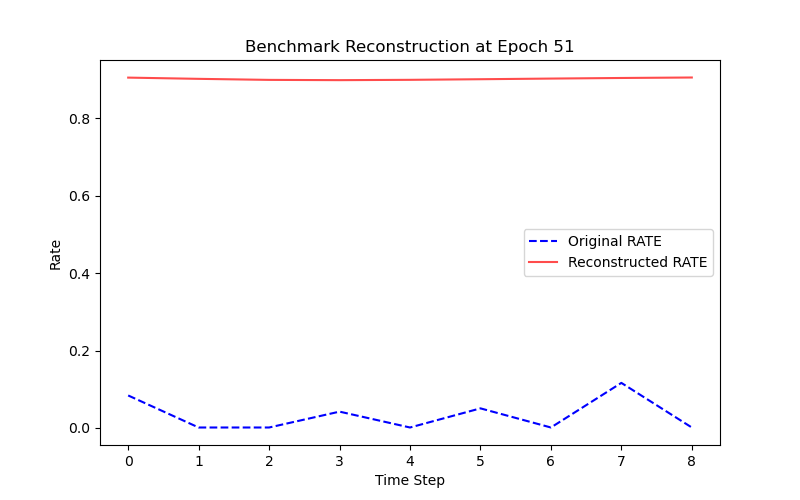 Benchmark Reconstruction at Epoch 51
Rate
0.8
0.6
0.4
0.2
0.0
Original RATE
Reconstructed RATE
0 1 2 3 4 5 6 7 8
Time Step